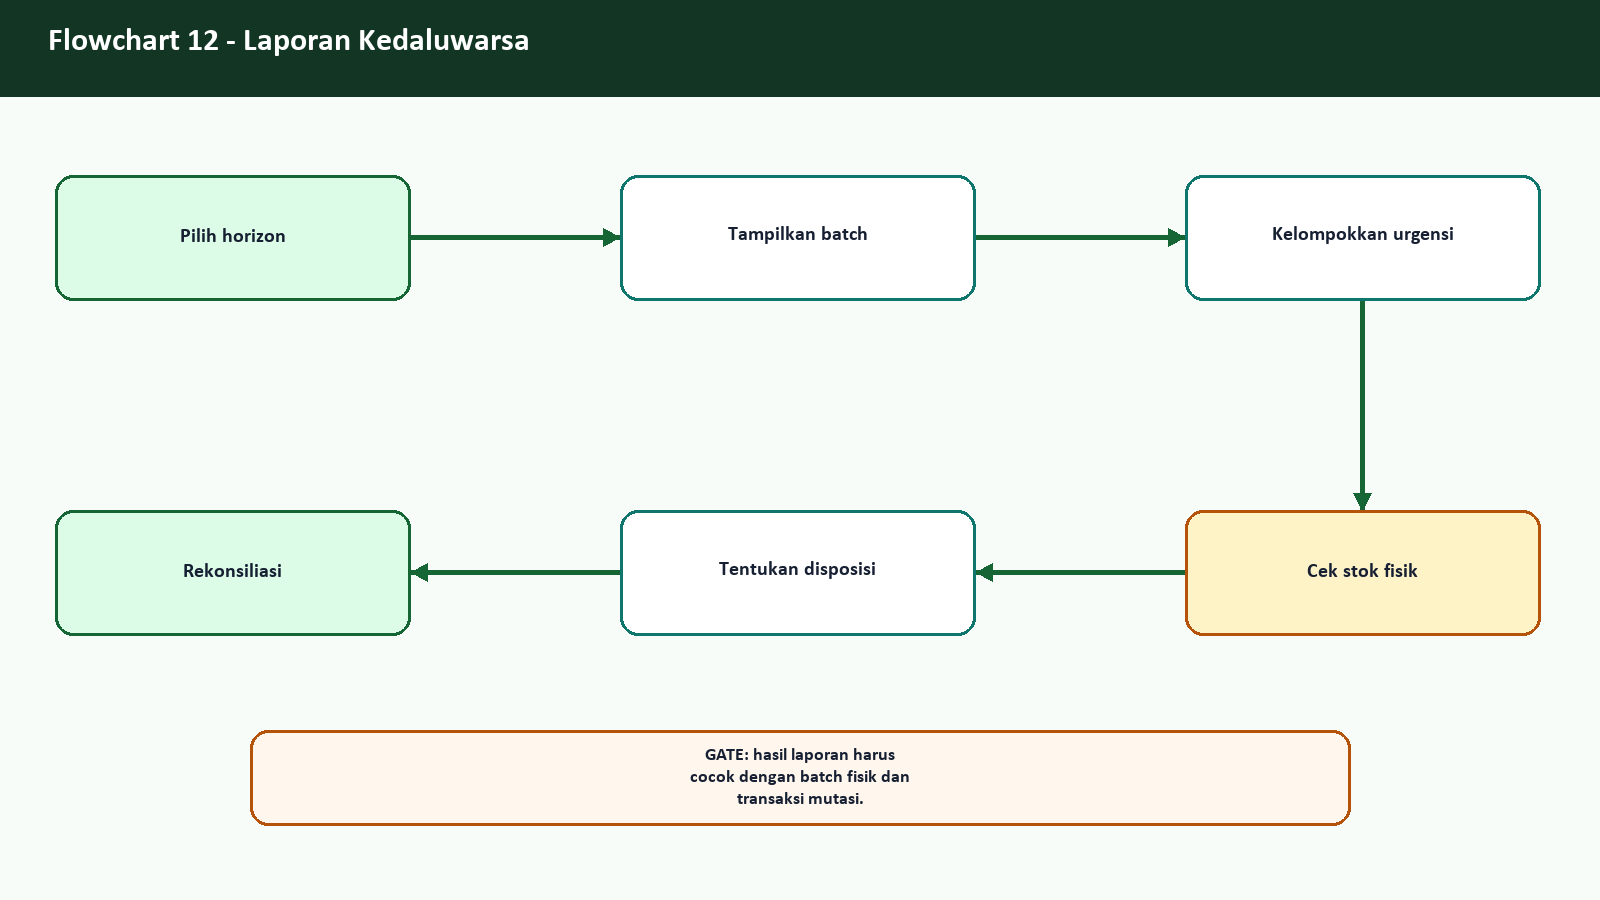 Flowchart 12 - Laporan Kedaluwarsa
Pilih horizon
Tampilkan batch
Kelompokkan urgensi
Cek stok fisik
Tentukan disposisi
Rekonsiliasi
GATE: hasil laporan harus
cocok dengan batch fisik dan
transaksi mutasi.